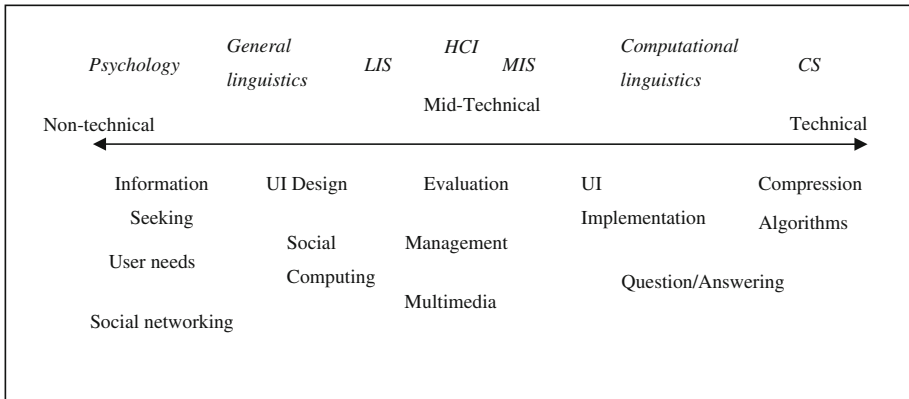 Psychology
General
linguistics
LIS
HCI
MIS
Computational
linguistics
CS
Mid-Technical
Non-technical
Technical
Information
Seeking
User needs
Social networking
UI Design
Social
Computing
Evaluation
Management
Multimedia
UI
Implementation
Question/Answering
Compression
Algorithms